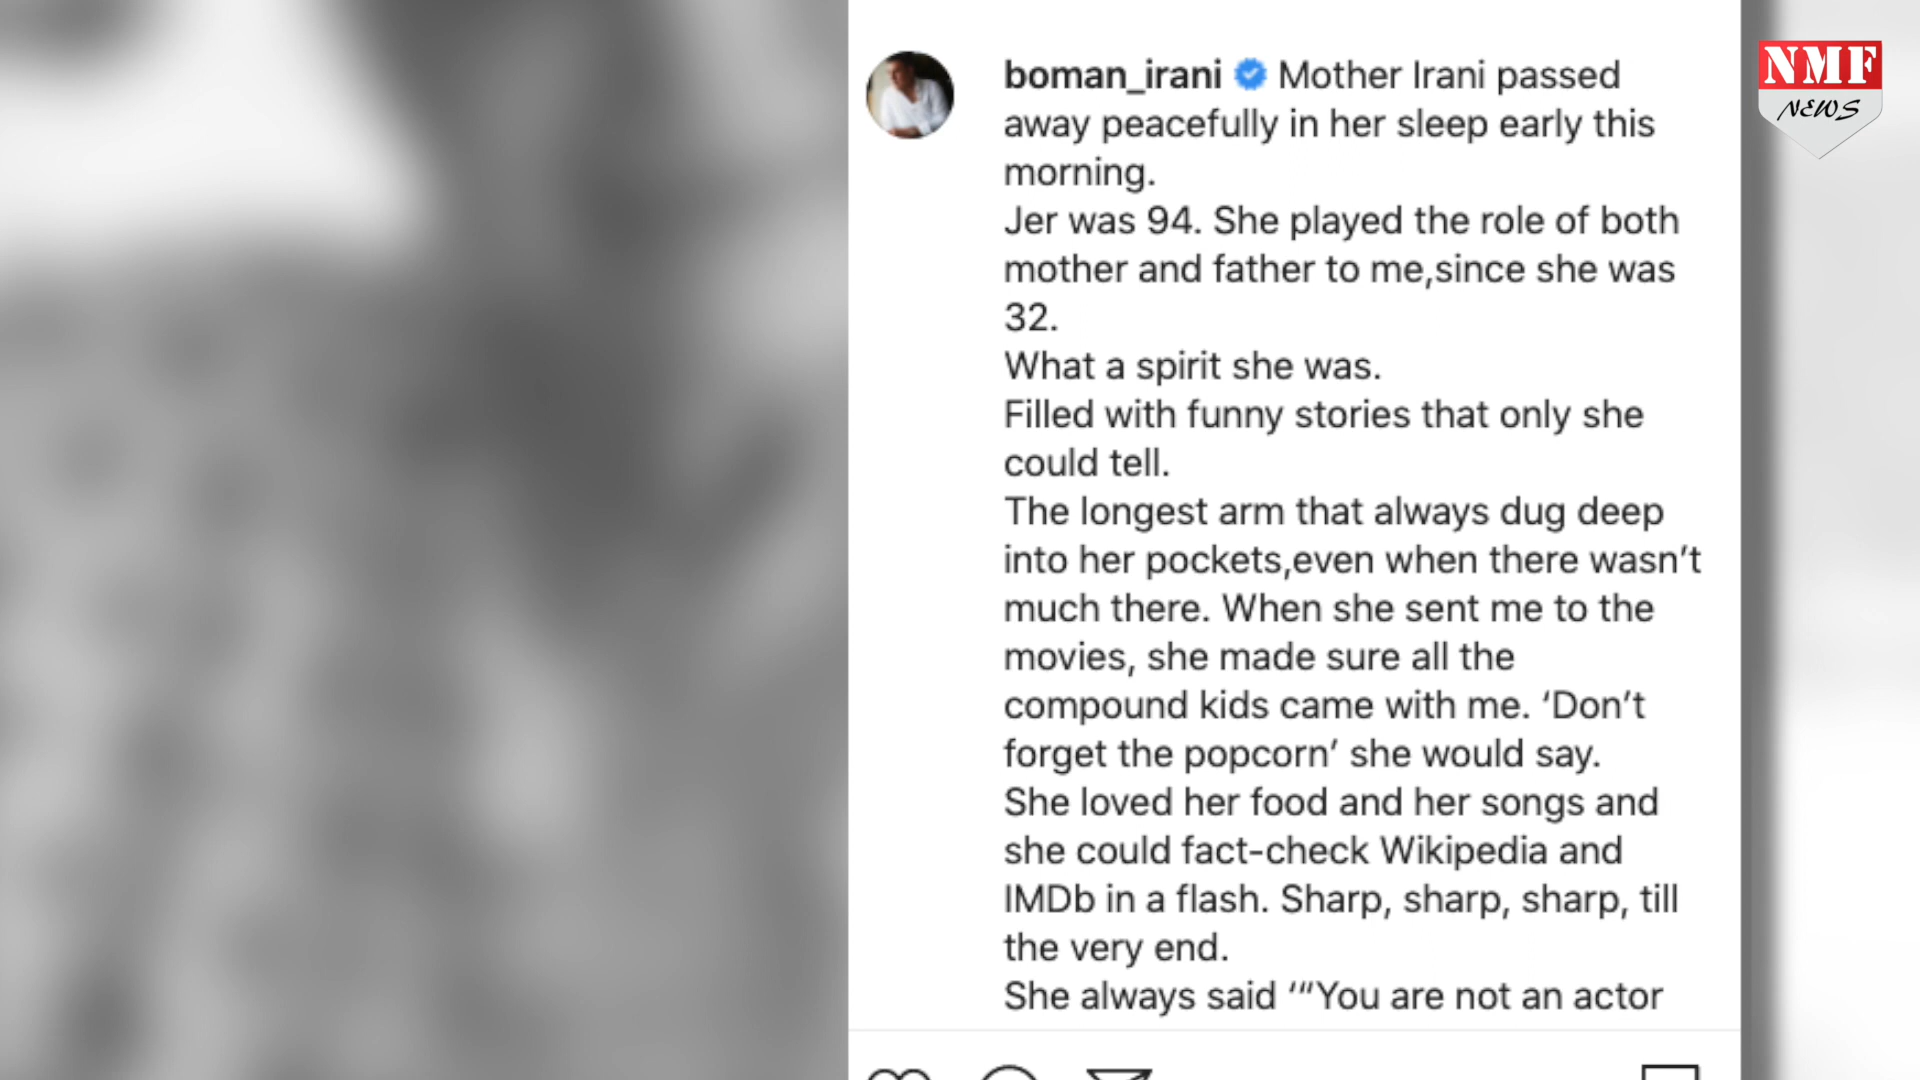 boman_irani Mother Irani passed
away peacefully in her sleep early this
morning.
Jer was 94. She played the role of both
mother and father to me,since she was
32.
What a spirit she was.
Filled with funny stories that only she
could tell.
The longest arm that always dug deep
into her pockets,even when there wasn’t
much there. When she sent me to the
movies, she made sure all the
compound kids came with me. ‘Don’t
forget the popcorn’ she would say.
She loved her food and her songs and
she could fact-check Wikipedia and
IMDb in a flash. Sharp, sharp, sharp, till
the very end.
She always said ‘“‘You are not an actor
NMF
NEWS